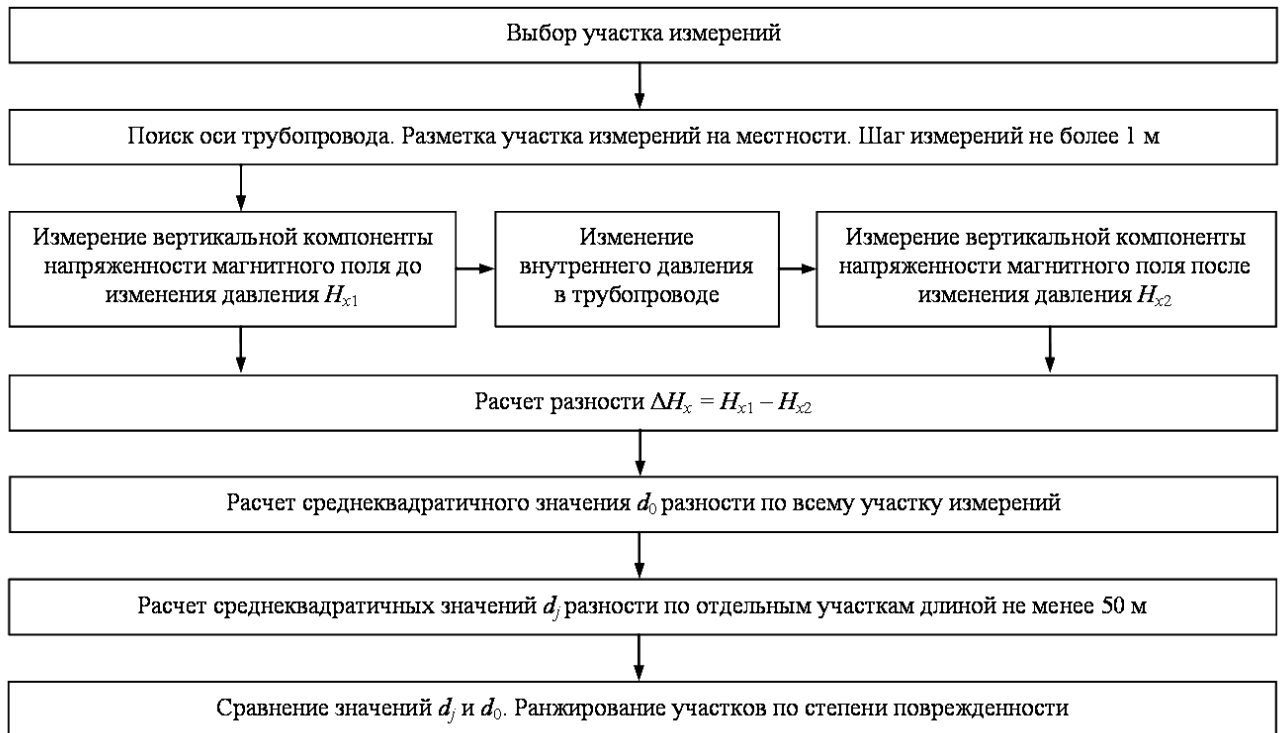 Выбор участка измерений
Поиск оси трубопровода. Разметка участка измерений на местности. Шаг измерений не более 1 м
Измерение вертикальной компоненты
напряженности магнитного поля до
изменения давления Hx1
Изменение
внутреннего давления
в трубопроводе
Измерение вертикальной компоненты
напряженности магнитного поля после
изменения давления Hx2
Расчет разности ΔHx = Hx1 – Hx2
Расчет среднеквадратичного значения d0 разности по всему участку измерений
Расчет среднеквадратичных значений dj разности по отдельным участкам длиной не менее 50 м
Сравнение значений dj и d0. Ранжирование участков по степени поврежденности